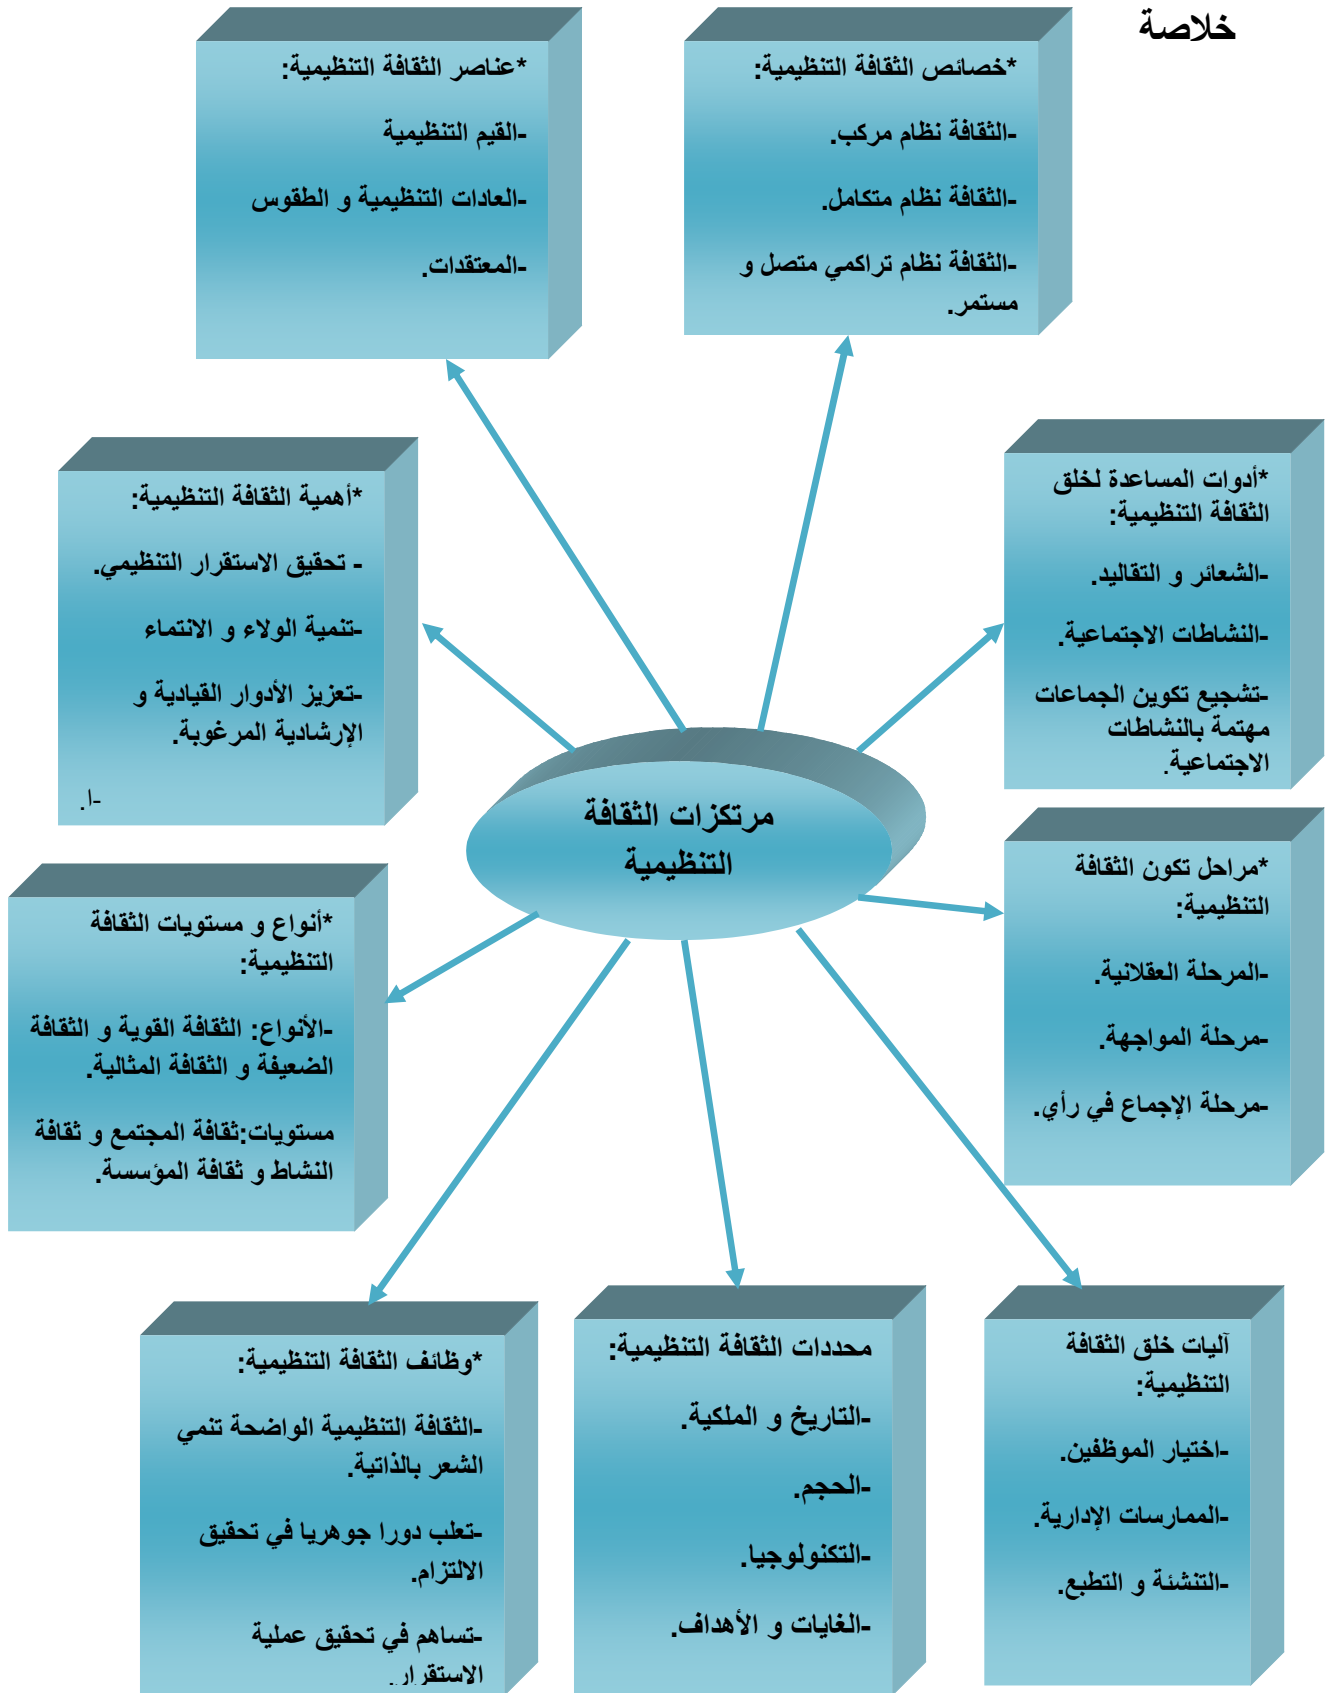 خلاصة
*خصائص الثقافة التنظيمية:
-الثقافة نظام مركب.
-الثقافة نظام متكامل.
-الثقافة نظام تراكمي متصل و
مستمر.
*عناصر الثقافة التنظيمية:
-القيم التنظيمية
-العادات التنظيمية و الطقوس
-المعتقدات.
*أدوات المساعدة لخلق
الثقافة التنظيمية:
-الشعائر و التقاليد.
-النشاطات الاجتماعية.
-تشجيع تكوين الجماعات
مهتمة بالنشاطات
الاجتماعية.
*أهمية الثقافة التنظيمية:
- تحقيق الاستقرار التنظيمي.
-تنمية الولاء و الانتماء
-تعزيز الأدوار القيادية و
الإرشادية المرغوبة.
-ا.
مرتكزات الثقافة
التنظيمية
*مراحل تكون الثقافة
التنظيمية:
-المرحلة العقلانية.
-مرحلة المواجهة.
-مرحلة الإجماع في رأي.
*أنواع و مستويات الثقافة
التنظيمية:
-الأنواع: الثقافة القوية و الثقافة
الضعيفة و الثقافة المثالية.
مستويات:ثقافة المجتمع و ثقافة
النشاط و ثقافة المؤسسة.
آليات خلق الثقافة
التنظيمية:
-اختيار الموظفين.
-الممارسات الإدارية.
-التنشئة و التطبع.
محددات الثقافة التنظيمية:
-التاريخ و الملكية.
-الحجم.
-التكنولوجيا.
-الغايات و الأهداف.
*وظائف الثقافة التنظيمية:
-الثقافة التنظيمية الواضحة تنمي
الشعر بالذاتية.
-تعلب دورا جوهريا في تحقيق
الالتزام.
-تساهم في تحقيق عملية
الاستقرار.